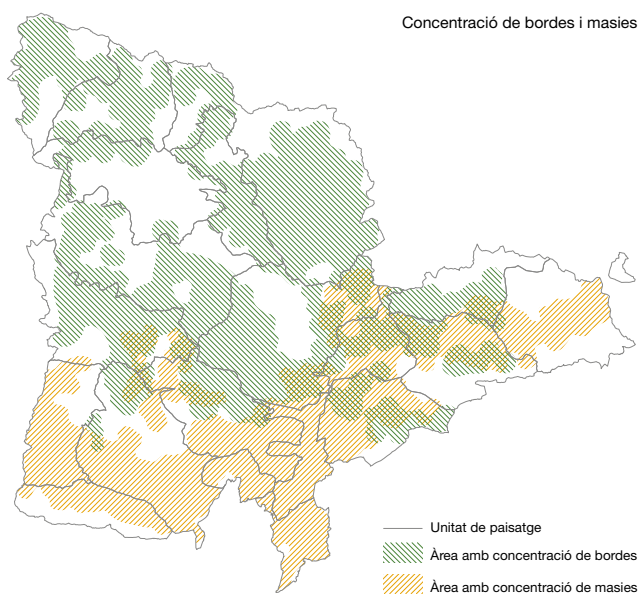 Concentració de bordes i masies
Unitat de paisatge
Àrea amb concentració de bordes
Àrea amb concentració de masies